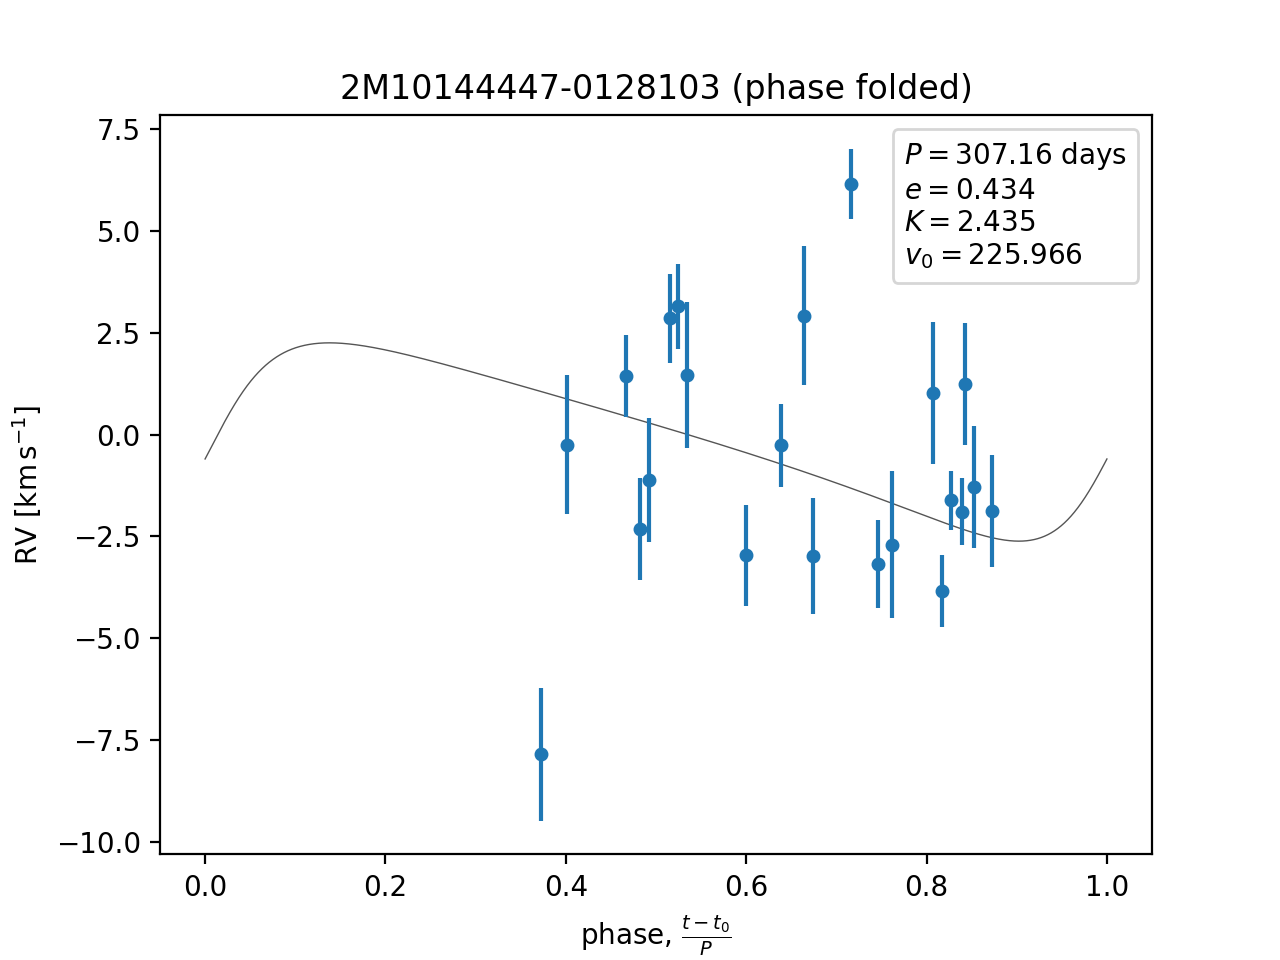 2M10144447-0128103 (phase folded)
P = 307.16 days
e = 0.434
K = 2.435
v₀ = 225.966
7.5
5.0
2.5
0.0
−2.5
−5.0
−7.5
−10.0
RV [km s⁻¹]
0.0 0.2 0.4 0.6 0.8 1.0
phase, (t − t₀)/P